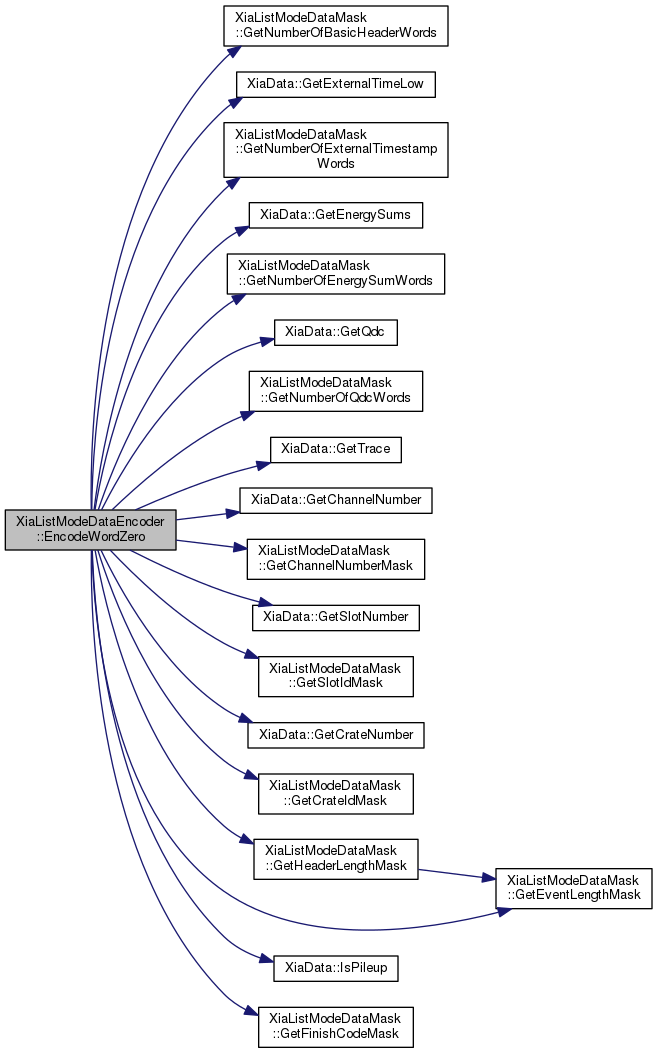 XiaListModeDataMask
::GetNumberOfBasicHeaderWords
XiaData::GetExternalTimeLow
XiaListModeDataMask
::GetNumberOfExternalTimestamp
Words
XiaData::GetEnergySums
XiaListModeDataMask
::GetNumberOfEnergySumWords
XiaData::GetQdc
XiaListModeDataMask
::GetNumberOfQdcWords
XiaData::GetTrace
XiaData::GetChannelNumber
XiaListModeDataEncoder
::EncodeWordZero
XiaListModeDataMask
::GetChannelNumberMask
XiaData::GetSlotNumber
XiaListModeDataMask
::GetSlotIdMask
XiaData::GetCrateNumber
XiaListModeDataMask
::GetCrateIdMask
XiaListModeDataMask
::GetHeaderLengthMask
XiaListModeDataMask
::GetEventLengthMask
XiaData::IsPileup
XiaListModeDataMask
::GetFinishCodeMask